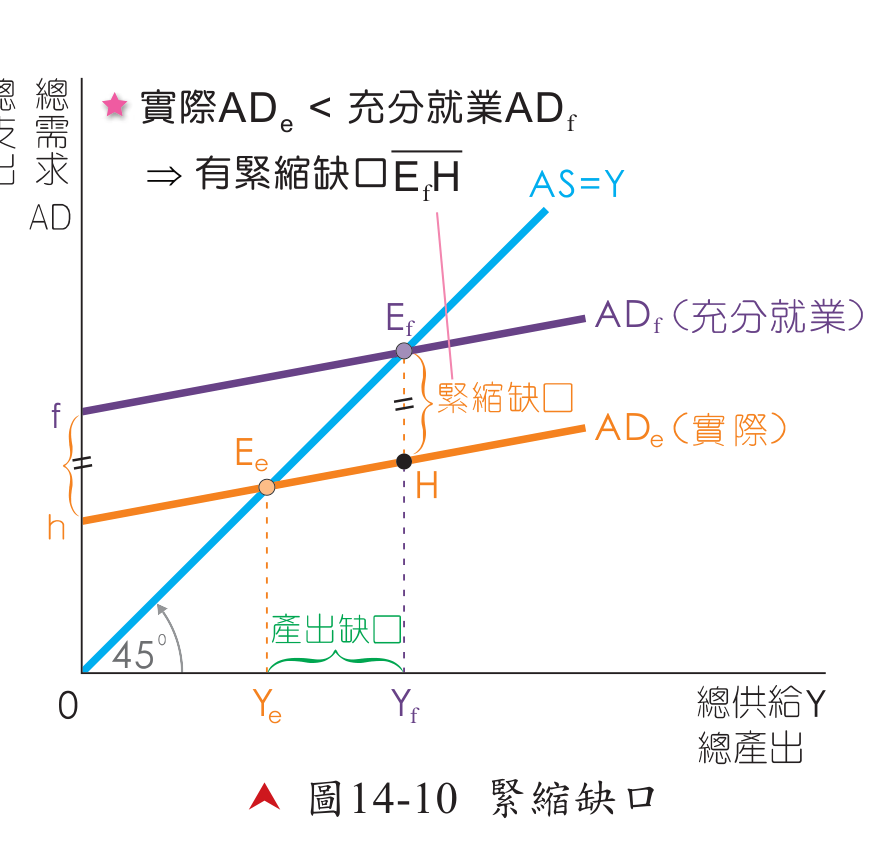 總支出
總需求
AD
★ 實際ADe < 充分就業ADf
⇒ 有緊縮缺口EfH
AS=Y
Ef
ADf(充分就業)
f
緊縮缺口
ADe(實際)
Ee
H
h
產出缺口
45°
0
Ye
Yf
總供給Y
總產出
圖14-10 緊縮缺口